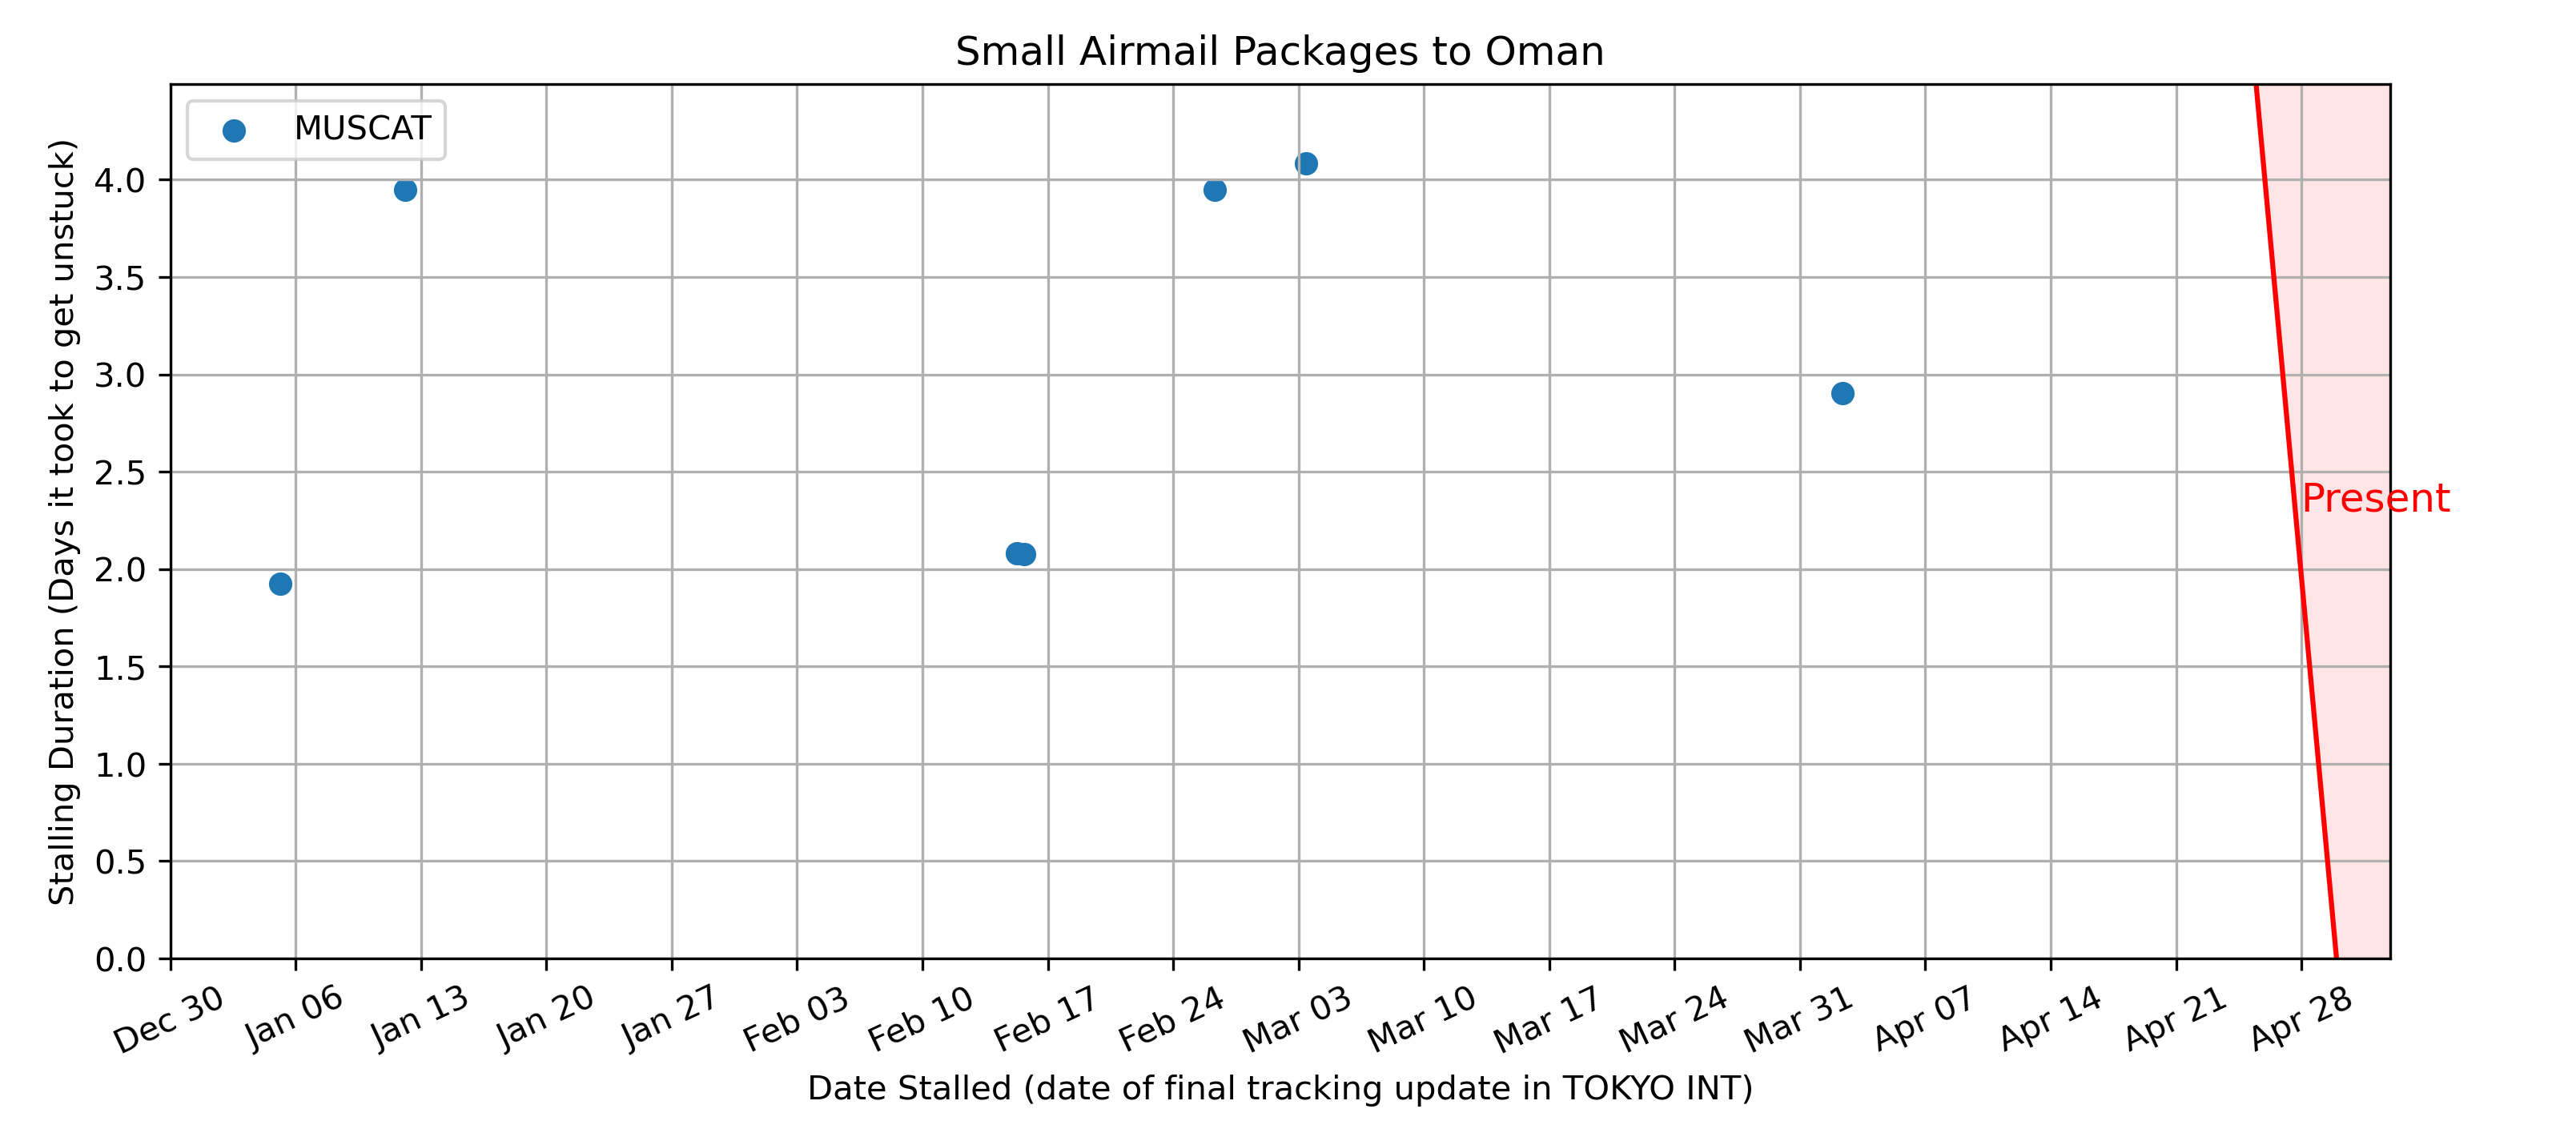 Small Airmail Packages to Oman
MUSCAT
Stalling Duration (Days it took to get unstuck)
4.0
3.5
3.0
2.5
2.0
1.5
1.0
0.5
0.0
Present
Dec 30 Jan 06 Jan 13 Jan 20 Jan 27 Feb 03 Feb 10 Feb 17 Feb 24 Mar 03 Mar 10 Mar 17 Mar 24 Mar 31 Apr 07 Apr 14 Apr 21 Apr 28
Date Stalled (date of final tracking update in TOKYO INT)